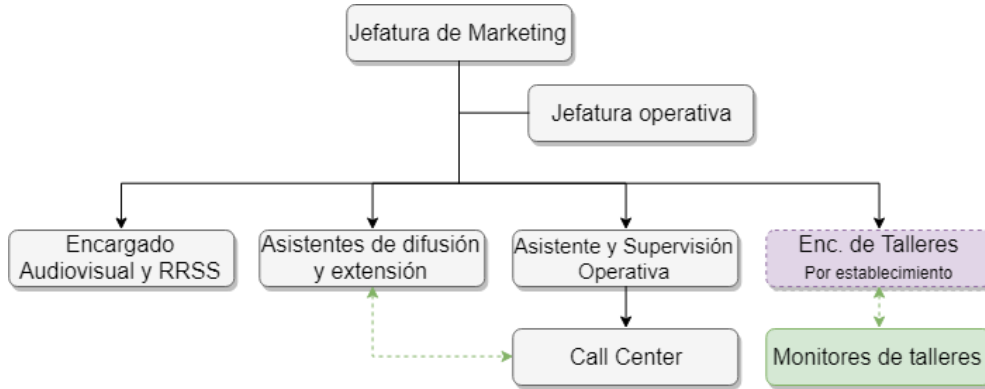 Jefatura de Marketing
Jefatura operativa
Encargado
Audiovisual y RRSS
Asistentes de difusión
y extensión
Asistente y Supervisión
Operativa
Enc. de Talleres
Por establecimiento
Call Center
Monitores de talleres